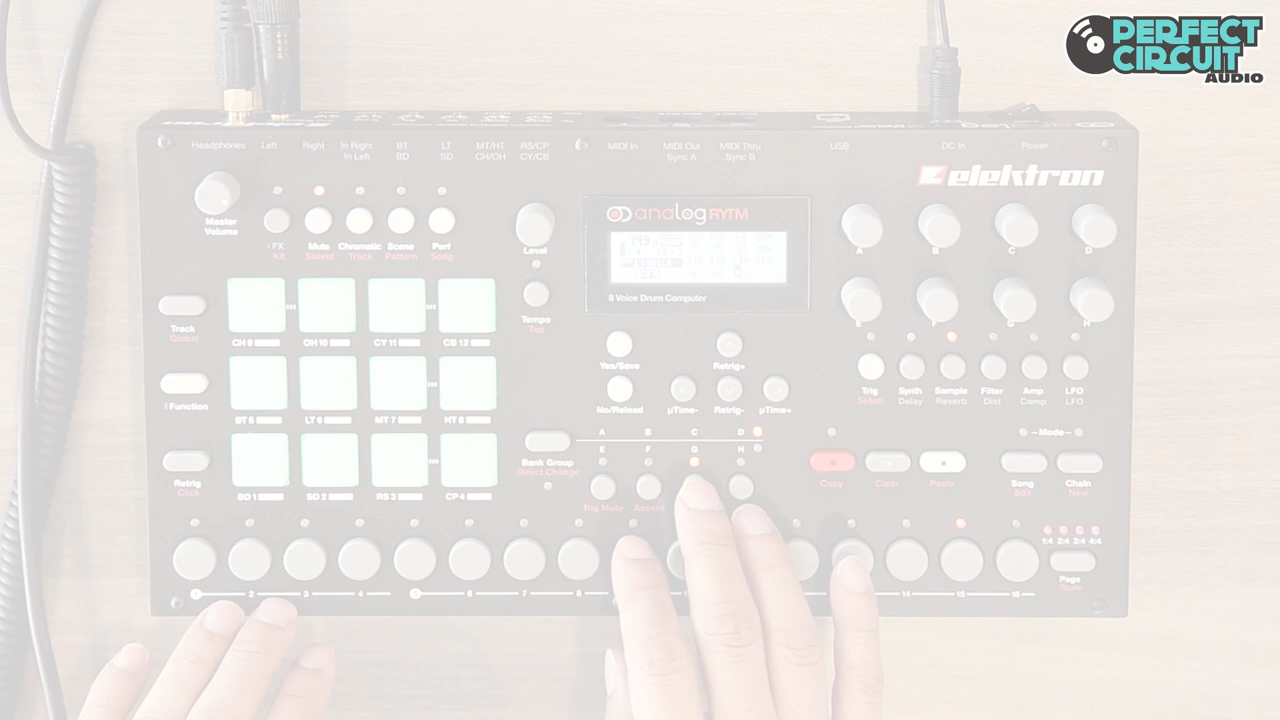 PERFECT
CIRCUIT
AUDIO
Headphones Left Right In Right BT LT MT/HT RS/CP MIDI In MIDI Out MIDI Thru USB DC In Power
In Left BD SD CH/DH CY/CB Sync A Sync B
elektron
analog RYTM
Master
Volume
- FX Mute Chromatic Scene Perf
Kit Sound Track Pattern Song
Level
A B C D
8 Voice Drum Computer
Track
Global
Tempo
Tap
E F G H
CH 9 OH 10 CY 11 CB 12
Yes/Save Retrig+
Trig Synth Sample Filter Amp LFO
Setup Delay Reverb Dist Comp LFO
Function
No/Reload µTime- Retrig- µTime+
BT 5 LT 6 MT 7 HT 8
A B C D
Mode
E F G H
Bank Group
Direct Change
Retrig
Click
Copy Clear Paste Song Chain
Edit New
BD 1 SD 2 RS 3 CP 4
Trig Mute Accent
1:4 2:4 3:4 4:4
Page
Scale
1 2 3 4 5 6 7 8 14 15 16